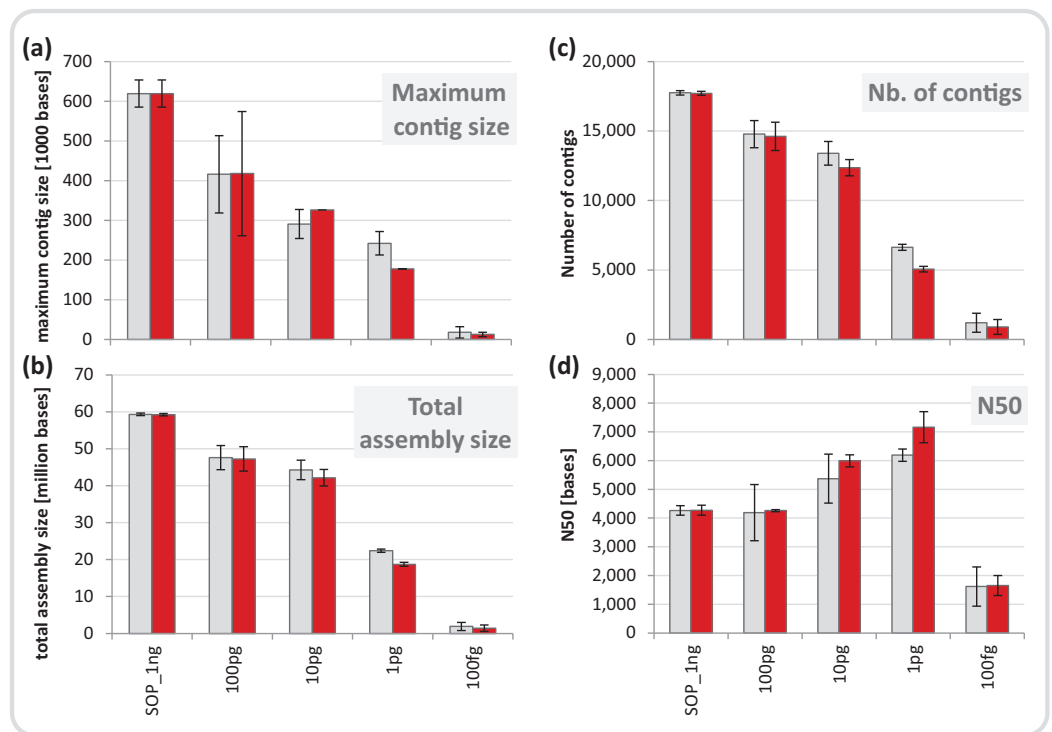 (a)
maximum contig size [1000 bases]
700
600
500
400
300
200
100
0
Maximum
contig size
(b)
total assembly size [million bases]
70
60
50
40
30
20
10
0
Total
assembly size
SOP_1ng
100pg
10pg
1pg
100fg
(c)
Number of contigs
20,000
15,000
10,000
5,000
0
Nb. of contigs
(d)
N50 [bases]
9,000
8,000
7,000
6,000
5,000
4,000
3,000
2,000
1,000
0
N50
SOP_1ng
100pg
10pg
1pg
100fg